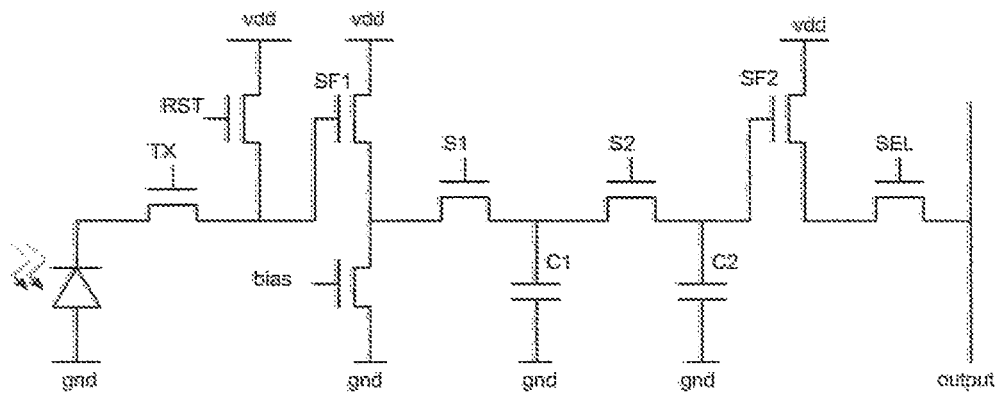 vdd
vdd
vdd
SF1
SF2
RST
TX
S1
S2
SEL
bias
C1
C2
gnd
gnd
gnd
gnd
output